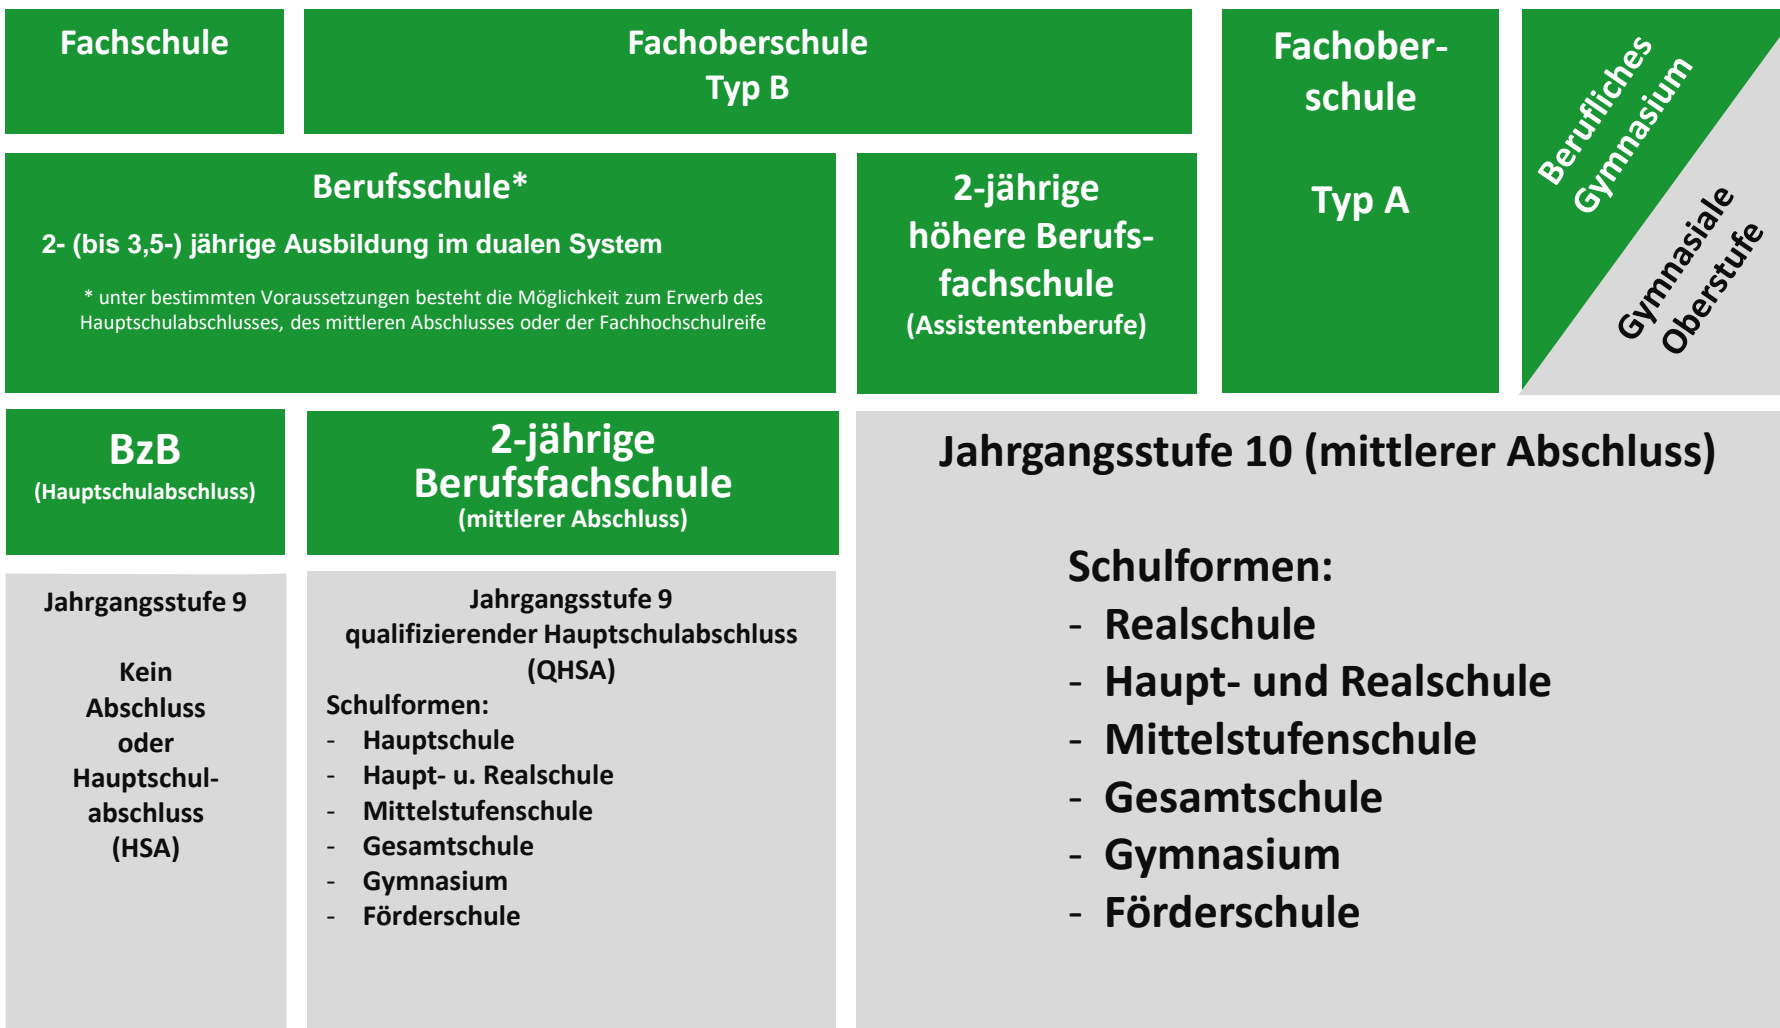 Fachschule
Fachoberschule
Typ B
Fachober-
schule
Typ A
Berufliches
Gymnasium
Gymnasiale
Oberstufe
Berufsschule*
2- (bis 3,5-) jährige Ausbildung im dualen System
* unter bestimmten Voraussetzungen besteht die Möglichkeit zum Erwerb des
Hauptschulabschlusses, des mittleren Abschlusses oder der Fachhochschulreife
2-jährige
höhere Berufs-
fachschule
(Assistentenberufe)
BzB
(Hauptschulabschluss)
2-jährige
Berufsfachschule
(mittlerer Abschluss)
Jahrgangsstufe 10 (mittlerer Abschluss)
Schulformen:
- Realschule
- Haupt- und Realschule
- Mittelstufenschule
- Gesamtschule
- Gymnasium
- Förderschule
Jahrgangsstufe 9
Kein
Abschluss
oder
Hauptschul-
abschluss
(HSA)
Jahrgangsstufe 9
qualifizierender Hauptschulabschluss
(QHSA)
Schulformen:
- Hauptschule
- Haupt- u. Realschule
- Mittelstufenschule
- Gesamtschule
- Gymnasium
- Förderschule